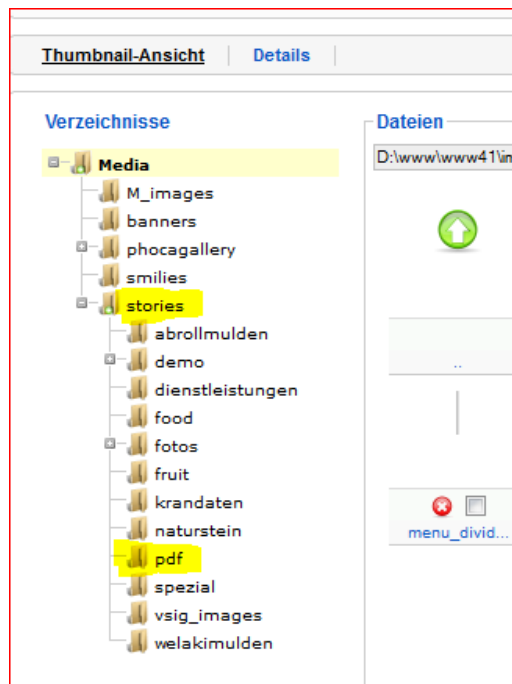 Thumbnail-Ansicht Details
Verzeichnisse
Media
M_images
banners
phocagallery
smilies
stories
abrollmulden
demo
dienstleistungen
food
fotos
fruit
krandaten
naturstein
pdf
spezial
vsig_images
welakimulden
Dateien
D:\www\www41\im
..
menu_divid...